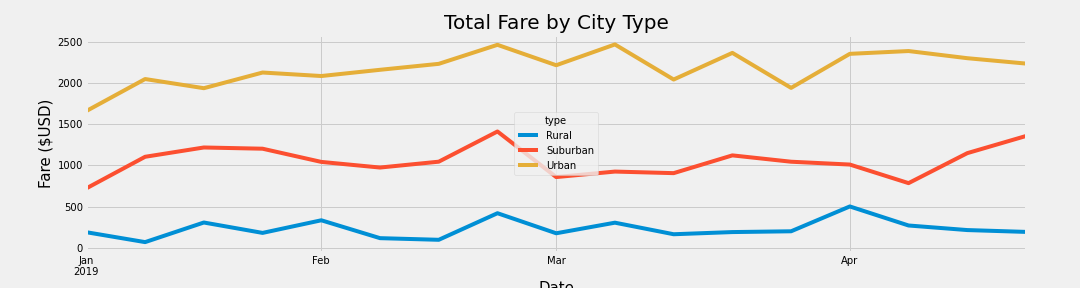 Total Fare by City Type
Fare ($USD)
2500
2000
1500
1000
500
0
type
Rural
Suburban
Urban
Jan
2019
Feb
Mar
Apr
Date